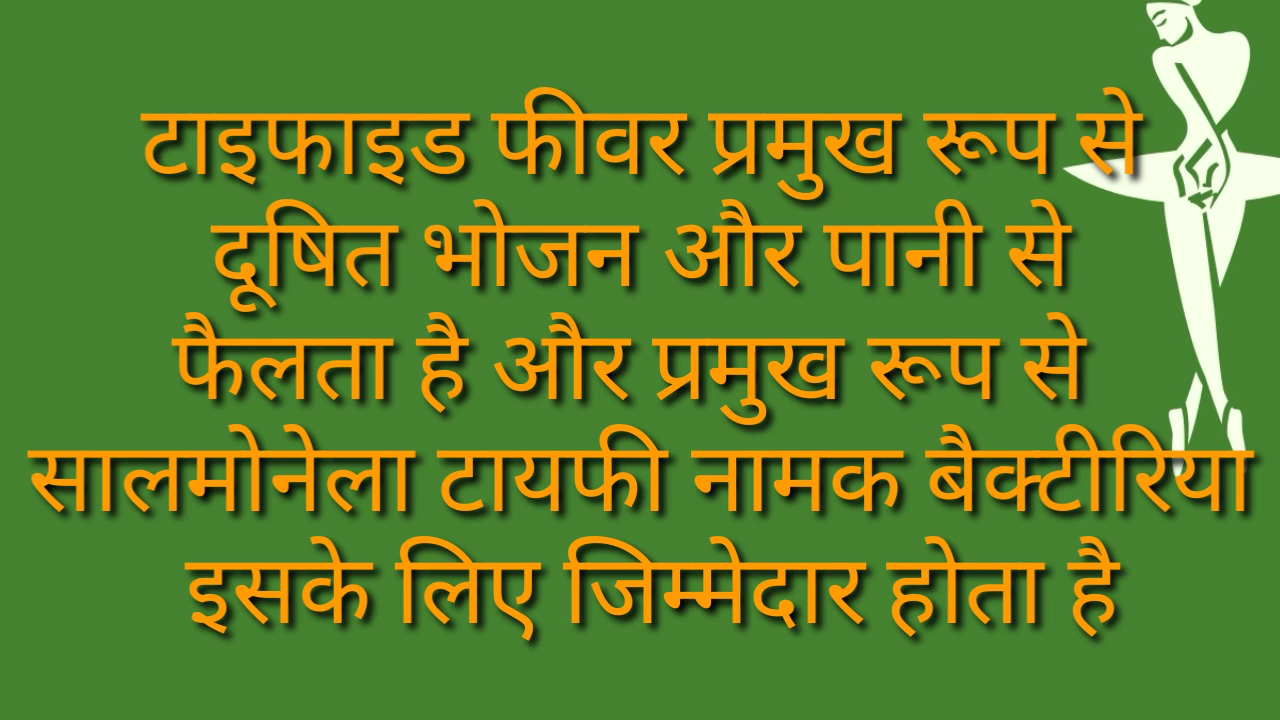 टाइफाइड फीवर प्रमुख रूप से
दूषित भोजन और पानी से
फैलता है और प्रमुख रूप से
सालमोनेला टायफी नामक बैक्टीरिया
इसके लिए जिम्मेदार होता है